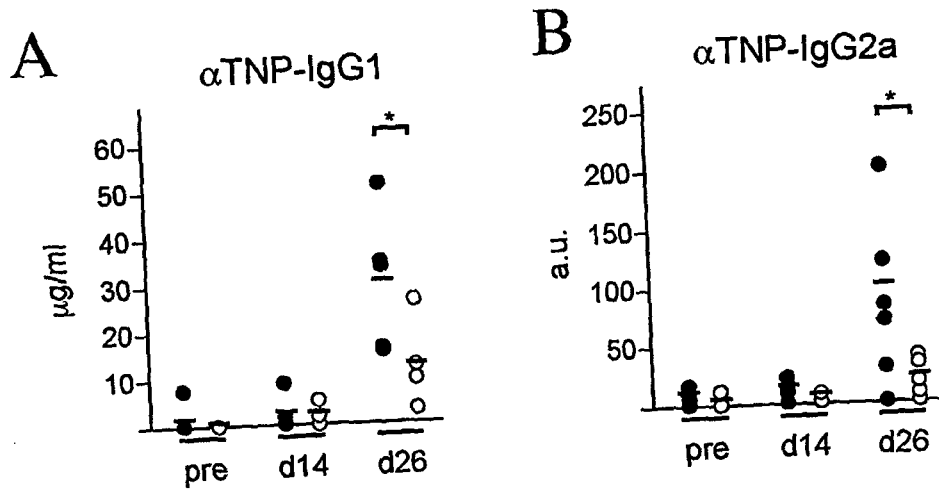 A
αTNP-IgG1
*
60
50
40
30
20
10
µg/ml
pre
d14
d26
B
αTNP-IgG2a
*
250
200
150
100
50
a.u.
pre
d14
d26